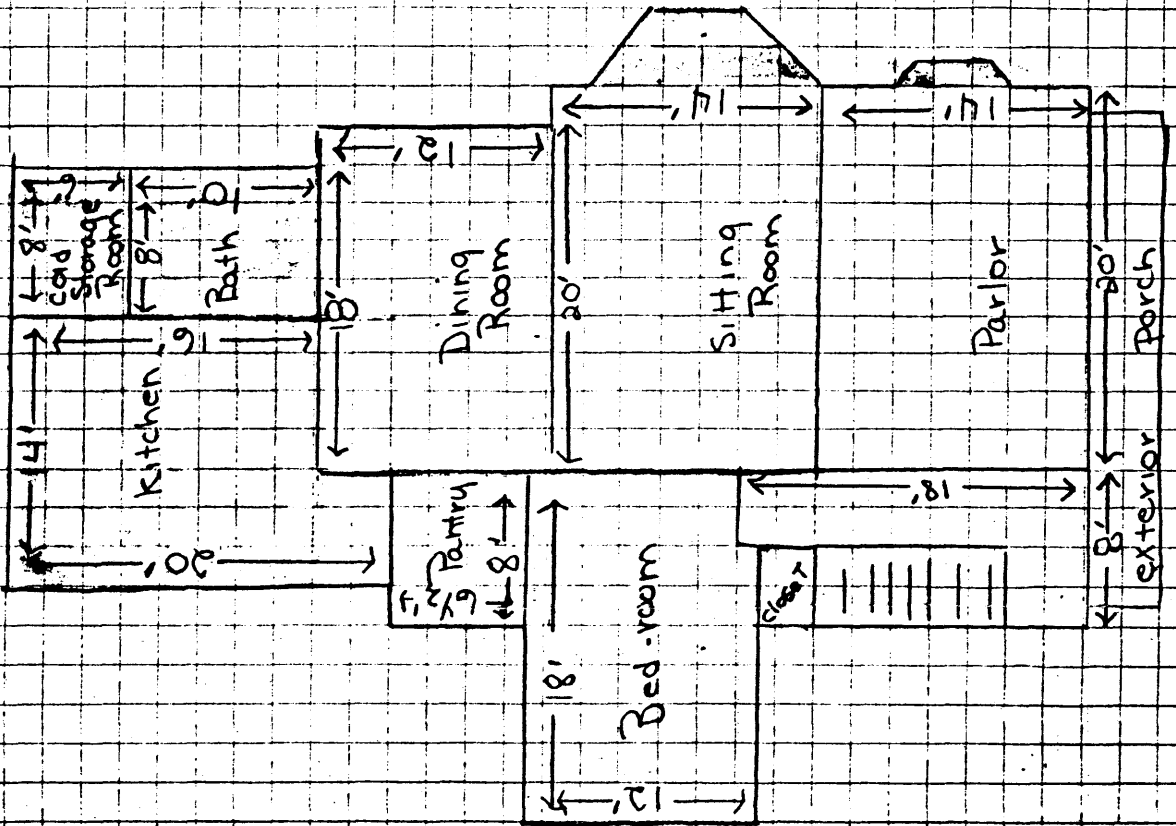 6'
8'
Cold
Storage
Room
10'
8'
Bath
16'
14'
Kitchen
20'
12'
18'
Dining
Room
14'
20'
Sitting
Room
14'
Parlor
20'
8'
exterior Porch
18'
closet
Pantry
6 1/2'
8'
18'
Bed-room
12'